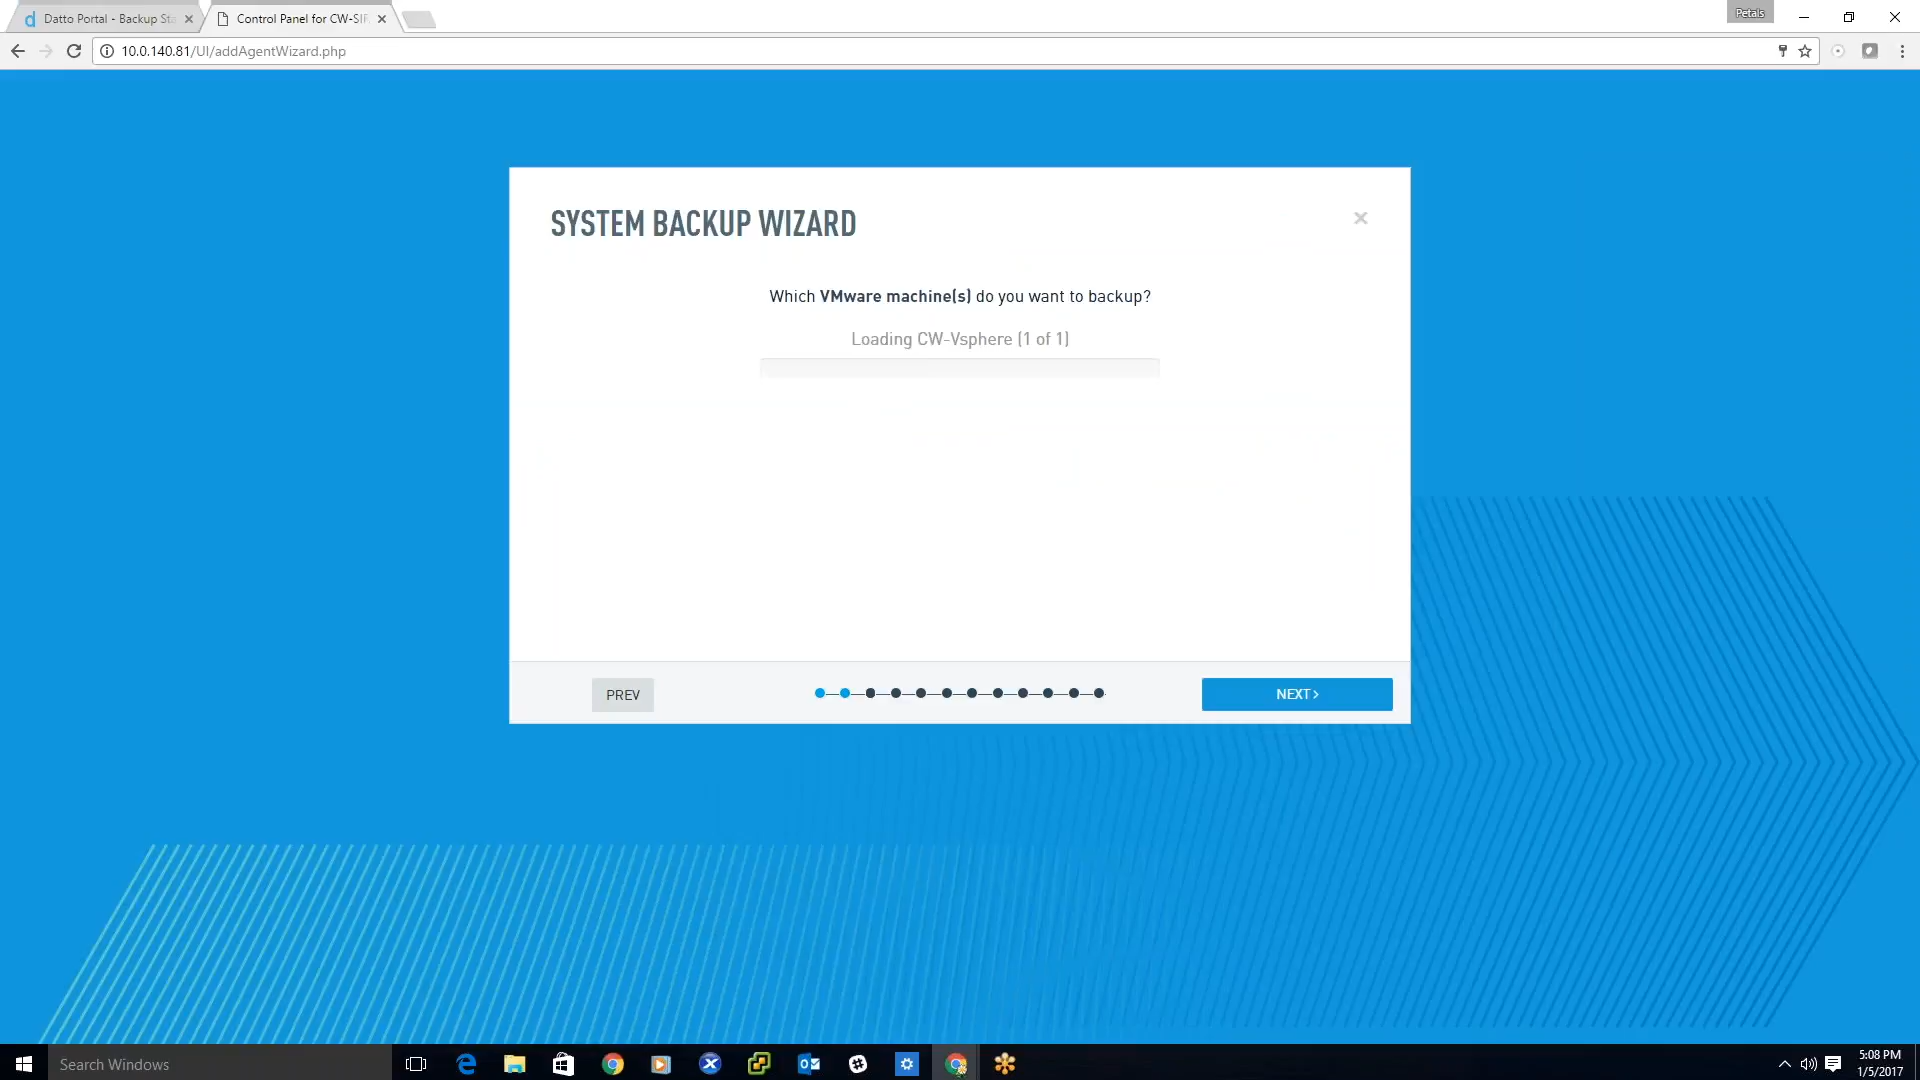 Datto Portal - Backup Sta
Control Panel for CW-SIR
Petals
10.0.140.81/UI/addAgentWizard.php
SYSTEM BACKUP WIZARD
Which VMware machine(s) do you want to backup?
Loading CW-Vsphere (1 of 1)
PREV
NEXT >
Search Windows
5:08 PM
1/5/2017